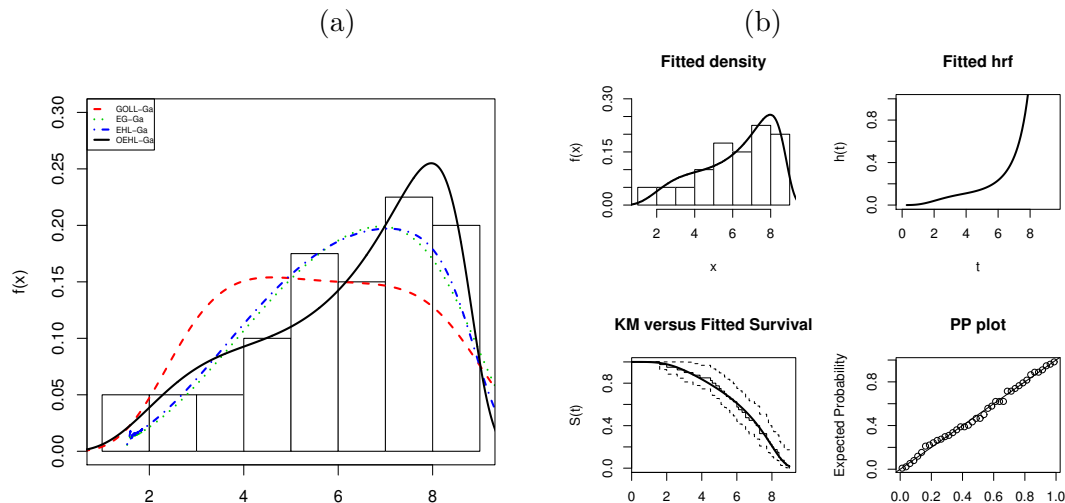 (a)
GOLL-Ga
EG-Ga
EHL-Ga
OEHL-Ga
f(x)
0.00 0.05 0.10 0.15 0.20 0.25 0.30
2 4 6 8
(b)
Fitted density
f(x)
0.00 0.15 0.30
2 4 6 8
x
Fitted hrf
h(t)
0.0 0.4 0.8
0 2 4 6 8
t
KM versus Fitted Survival
S(t)
0.0 0.4 0.8
0 2 4 6 8
PP plot
Expected Probability
0.0 0.4 0.8
0.0 0.2 0.4 0.6 0.8 1.0